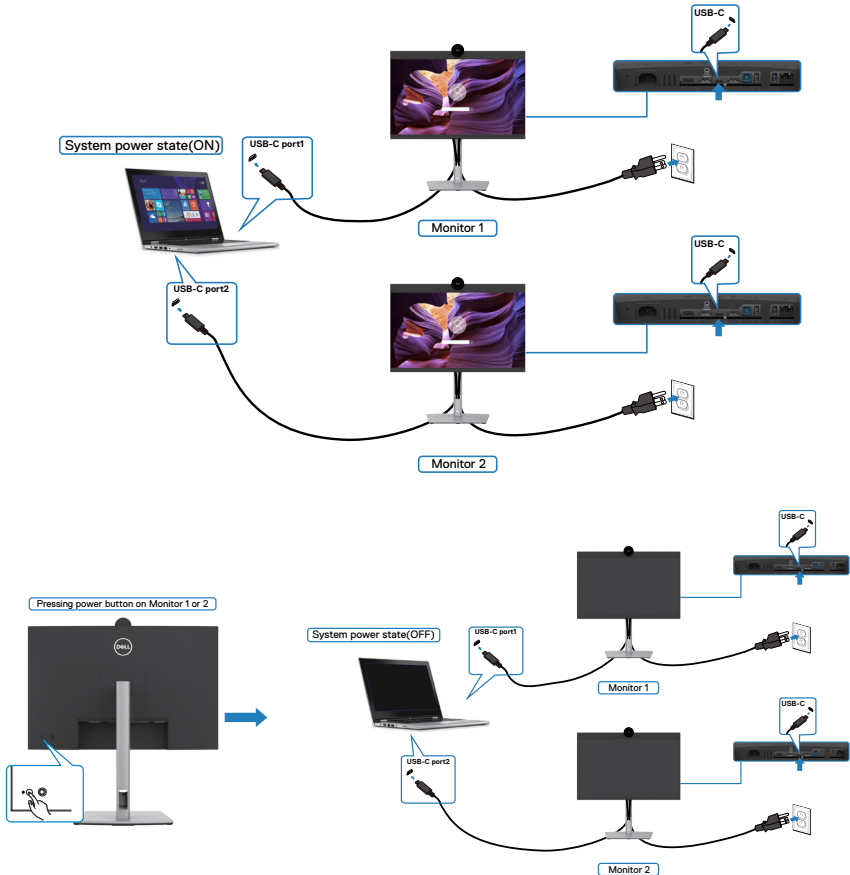 USB-C
System power state(ON)
USB-C port1
Monitor 1
USB-C
USB-C port2
Monitor 2
Pressing power button on Monitor 1 or 2
DELL
System power state(OFF)
USB-C port1
USB-C
Monitor 1
USB-C port2
USB-C
Monitor 2